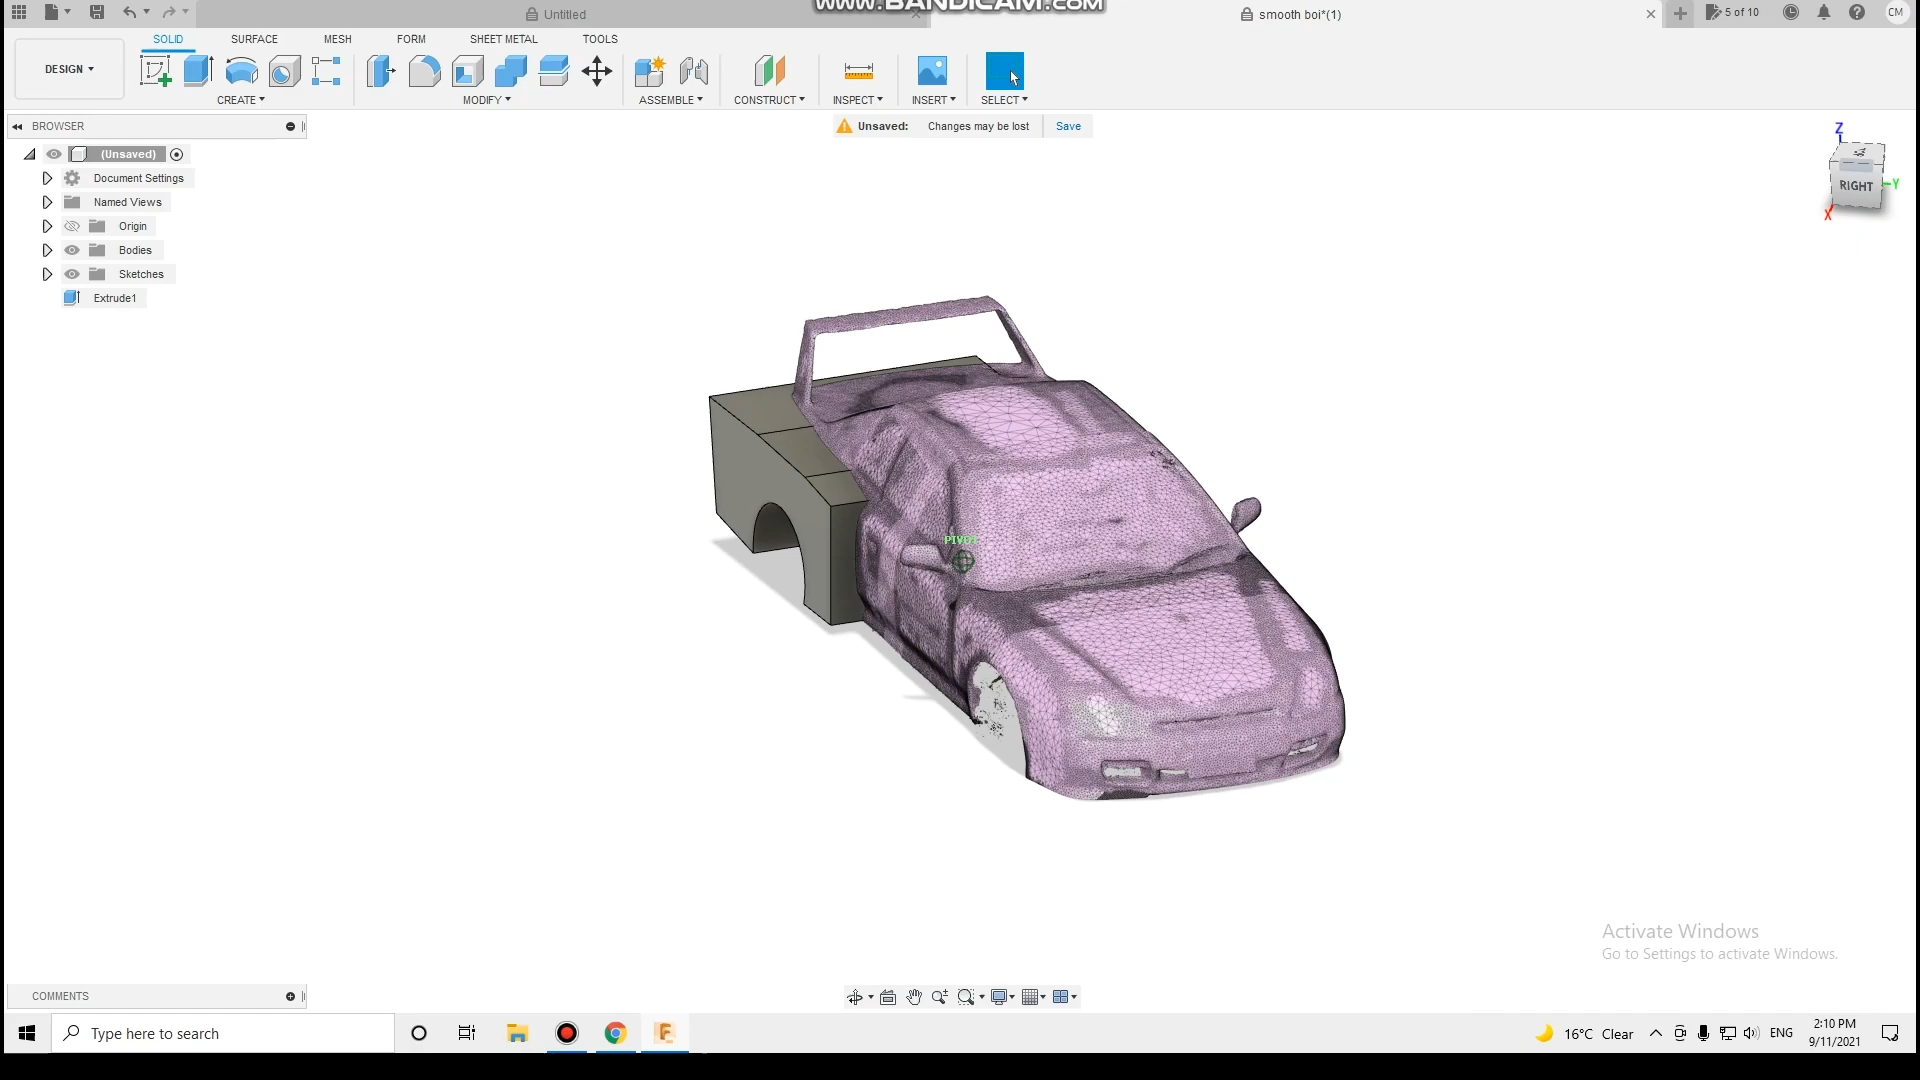 WWW.BANDICAM.COM
Untitled
smooth boi*(1)
5 of 10
CM
SOLID
SURFACE
MESH
FORM
SHEET METAL
TOOLS
DESIGN
CREATE
MODIFY
ASSEMBLE
CONSTRUCT
INSPECT
INSERT
SELECT
BROWSER
Unsaved: Changes may be lost Save
(Unsaved)
Document Settings
Named Views
Origin
Bodies
Sketches
Extrude1
Z
RIGHT
Y
X
PIVOT
Activate Windows
Go to Settings to activate Windows.
COMMENTS
Type here to search
16°C Clear
ENG
2:10 PM
9/11/2021